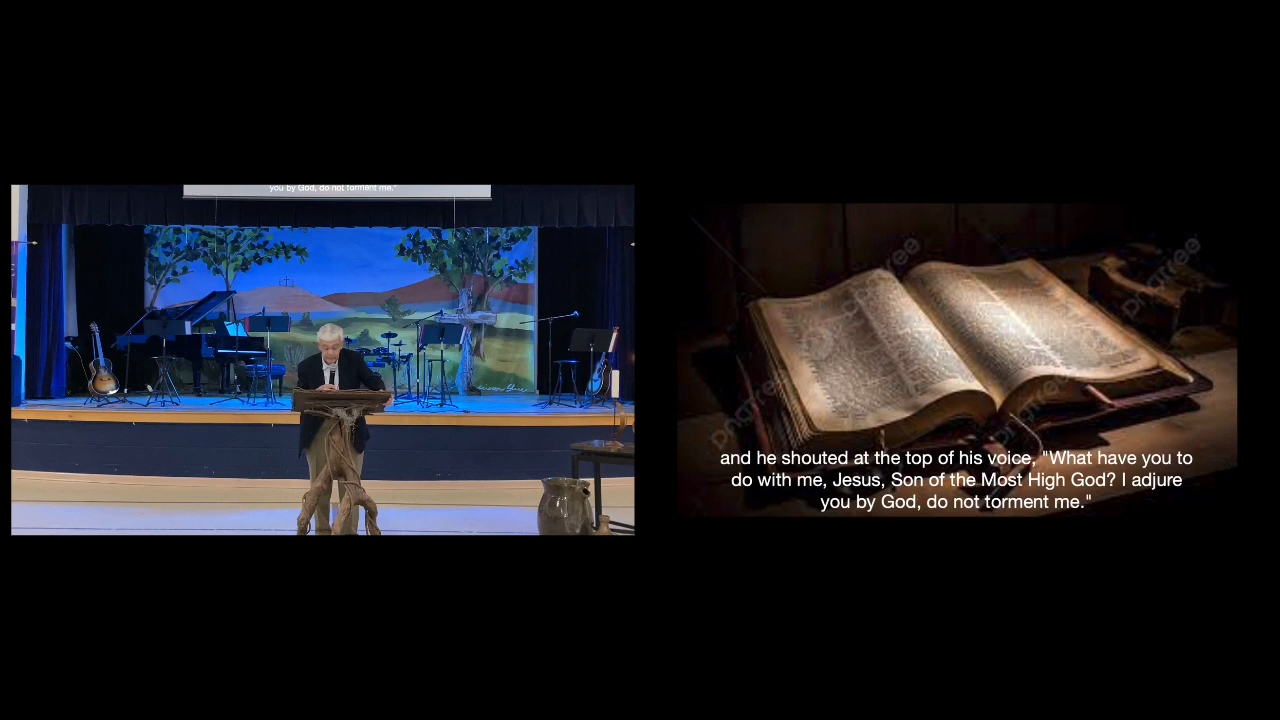 you by God, do not torment me."
and he shouted at the top of his voice, "What have you to
do with me, Jesus, Son of the Most High God? I adjure
you by God, do not torment me."